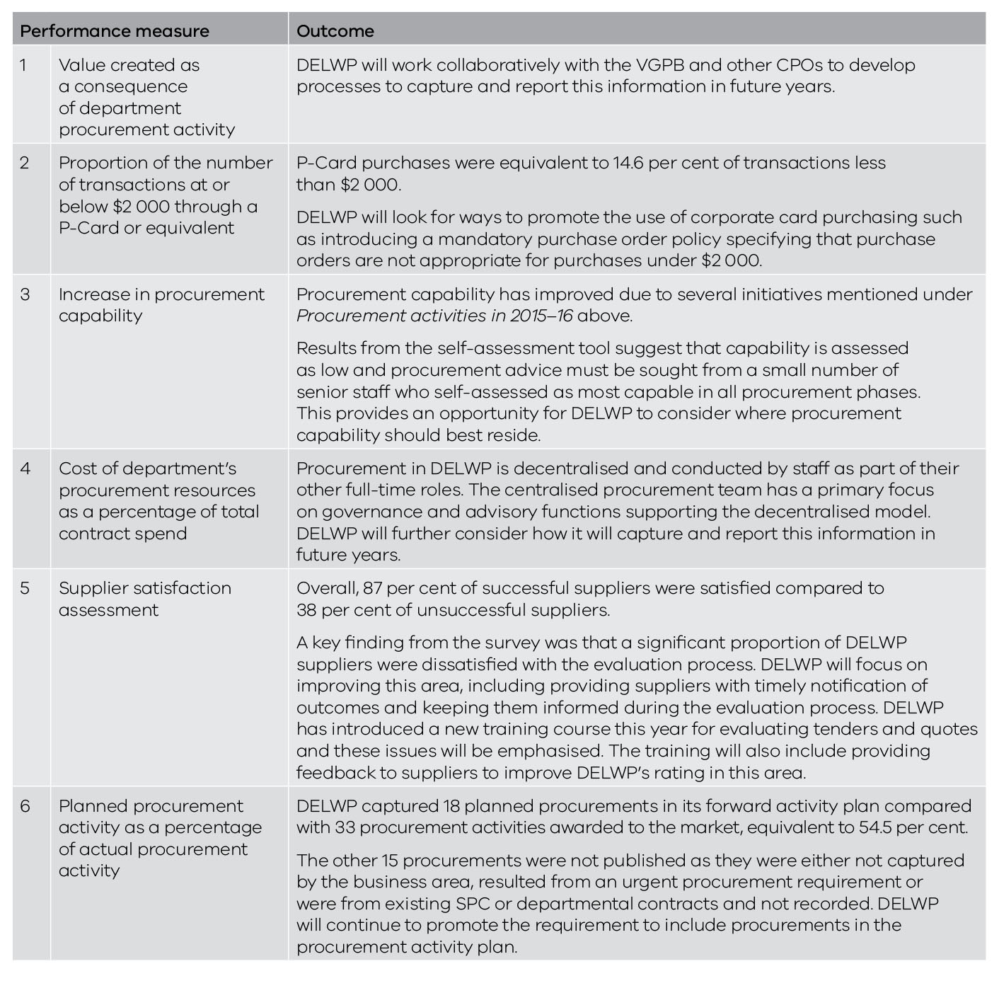 Performance measure
Outcome
1
Value created as
a consequence
of department
procurement activity
DELWP will work collaboratively with the VGPB and other CPOs to develop
processes to capture and report this information in future years.
2
Proportion of the number
of transactions at or
below $2 000 through a
P-Card or equivalent
P-Card purchases were equivalent to 14.6 per cent of transactions less
than $2 000.
DELWP will look for ways to promote the use of corporate card purchasing such
as introducing a mandatory purchase order policy specifying that purchase
orders are not appropriate for purchases under $2 000.
3
Increase in procurement
capability
Procurement capability has improved due to several initiatives mentioned under
Procurement activities in 2015–16 above.
Results from the self-assessment tool suggest that capability is assessed
as low and procurement advice must be sought from a small number of
senior staff who self-assessed as most capable in all procurement phases.
This provides an opportunity for DELWP to consider where procurement
capability should best reside.
4
Cost of department's
procurement resources
as a percentage of total
contract spend
Procurement in DELWP is decentralised and conducted by staff as part of their
other full-time roles. The centralised procurement team has a primary focus
on governance and advisory functions supporting the decentralised model.
DELWP will further consider how it will capture and report this information in
future years.
5
Supplier satisfaction
assessment
Overall, 87 per cent of successful suppliers were satisfied compared to
38 per cent of unsuccessful suppliers.
A key finding from the survey was that a significant proportion of DELWP
suppliers were dissatisfied with the evaluation process. DELWP will focus on
improving this area, including providing suppliers with timely notification of
outcomes and keeping them informed during the evaluation process. DELWP
has introduced a new training course this year for evaluating tenders and quotes
and these issues will be emphasised. The training will also include providing
feedback to suppliers to improve DELWP's rating in this area.
6
Planned procurement
activity as a percentage
of actual procurement
activity
DELWP captured 18 planned procurements in its forward activity plan compared
with 33 procurement activities awarded to the market, equivalent to 54.5 per cent.
The other 15 procurements were not published as they were either not captured
by the business area, resulted from an urgent procurement requirement or
were from existing SPC or departmental contracts and not recorded. DELWP
will continue to promote the requirement to include procurements in the
procurement activity plan.